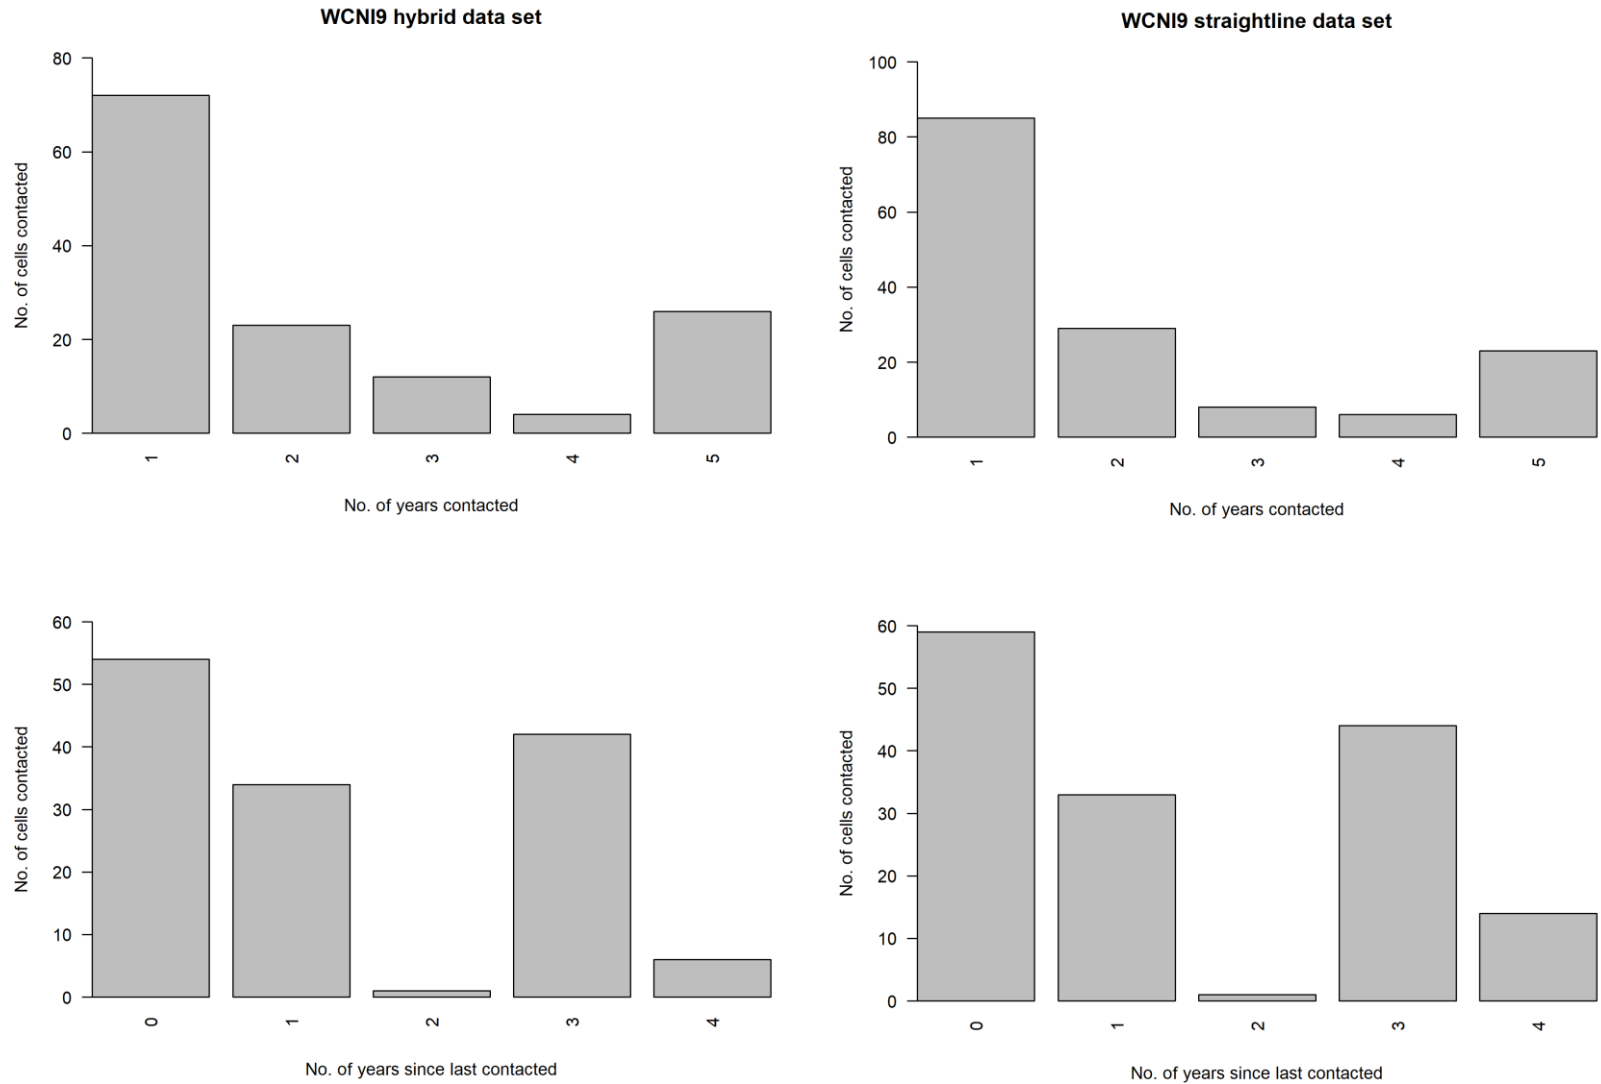 WCNI9 hybrid data set
No. of cells contacted
80
60
40
20
0
1 2 3 4 5
No. of years contacted
WCNI9 straightline data set
No. of cells contacted
100
80
60
40
20
0
1 2 3 4 5
No. of years contacted
No. of cells contacted
60
50
40
30
20
10
0
0 1 2 3 4
No. of years since last contacted
No. of cells contacted
60
50
40
30
20
10
0
0 1 2 3 4
No. of years since last contacted